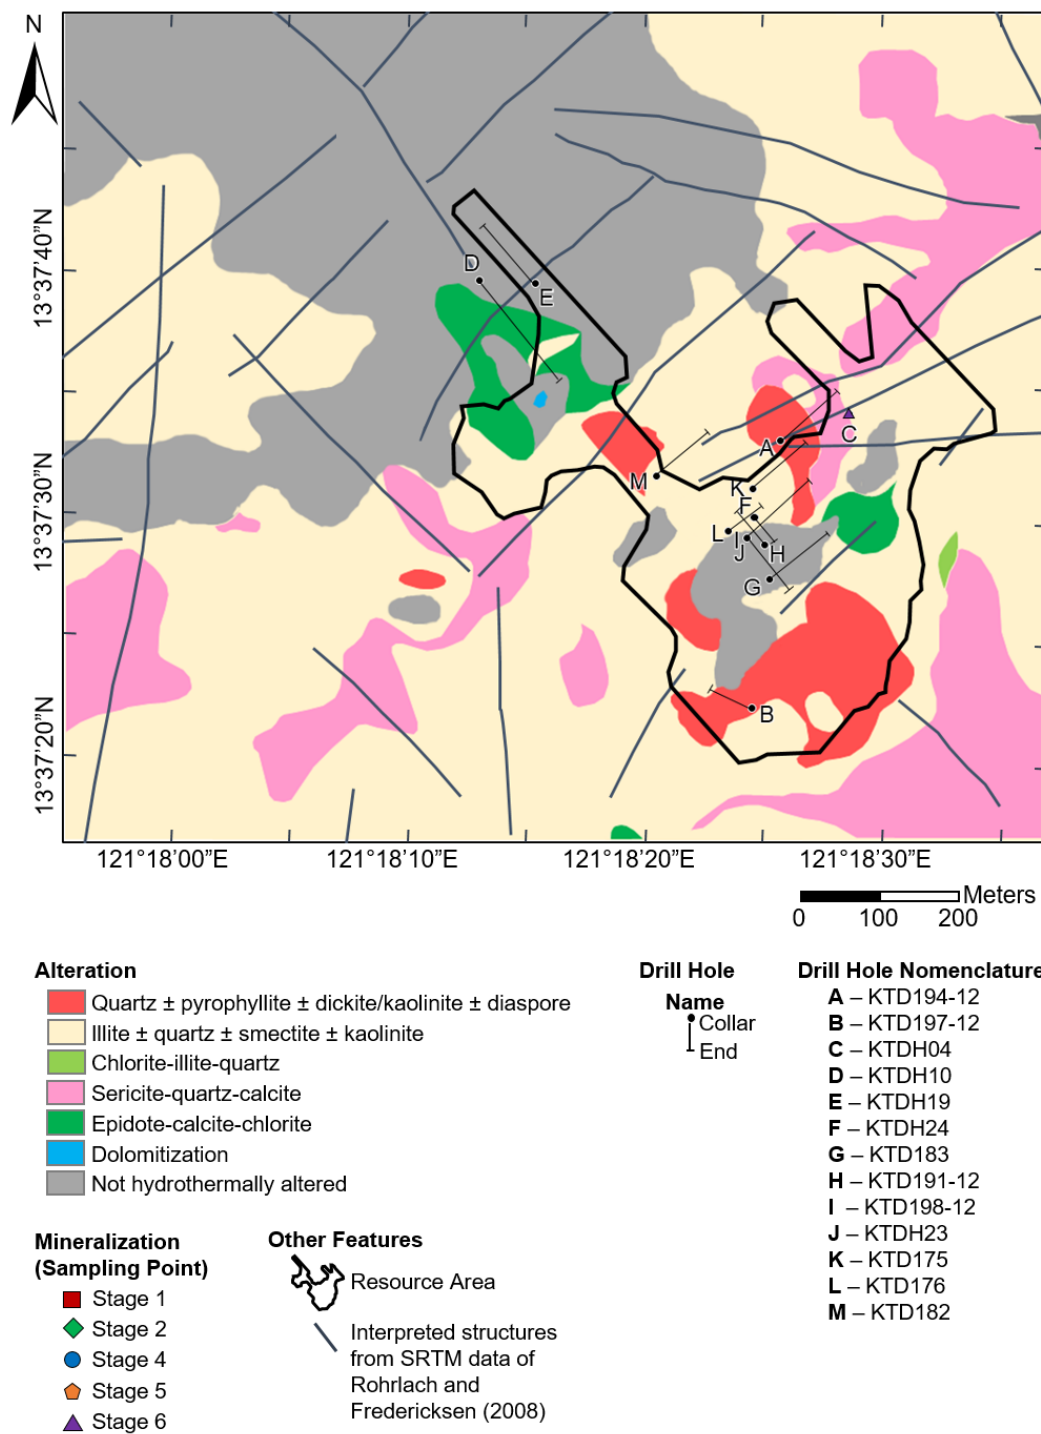 N
13°37'40”N
13°37'30”N
13°37'20”N
D
E
A
C
M
K
F
L
I
J
H
G
B
121°18'00”E
121°18'10”E
121°18'20”E
121°18'30”E
Meters
0 100 200
Alteration
Quartz ± pyrophyllite ± dickite/kaolinite ± diaspore
Illite ± quartz ± smectite ± kaolinite
Chlorite-illite-quartz
Sericite-quartz-calcite
Epidote-calcite-chlorite
Dolomitization
Not hydrothermally altered
Mineralization
(Sampling Point)
Stage 1
Stage 2
Stage 4
Stage 5
Stage 6
Other Features
Resource Area
Interpreted structures
from SRTM data of
Rohrlach and
Fredericksen (2008)
Drill Hole
Name
Collar
End
Drill Hole Nomenclature
A – KTD194-12
B – KTD197-12
C – KTDH04
D – KTDH10
E – KTDH19
F – KTDH24
G – KTD183
H – KTD191-12
I – KTD198-12
J – KTDH23
K – KTD175
L – KTD176
M – KTD182